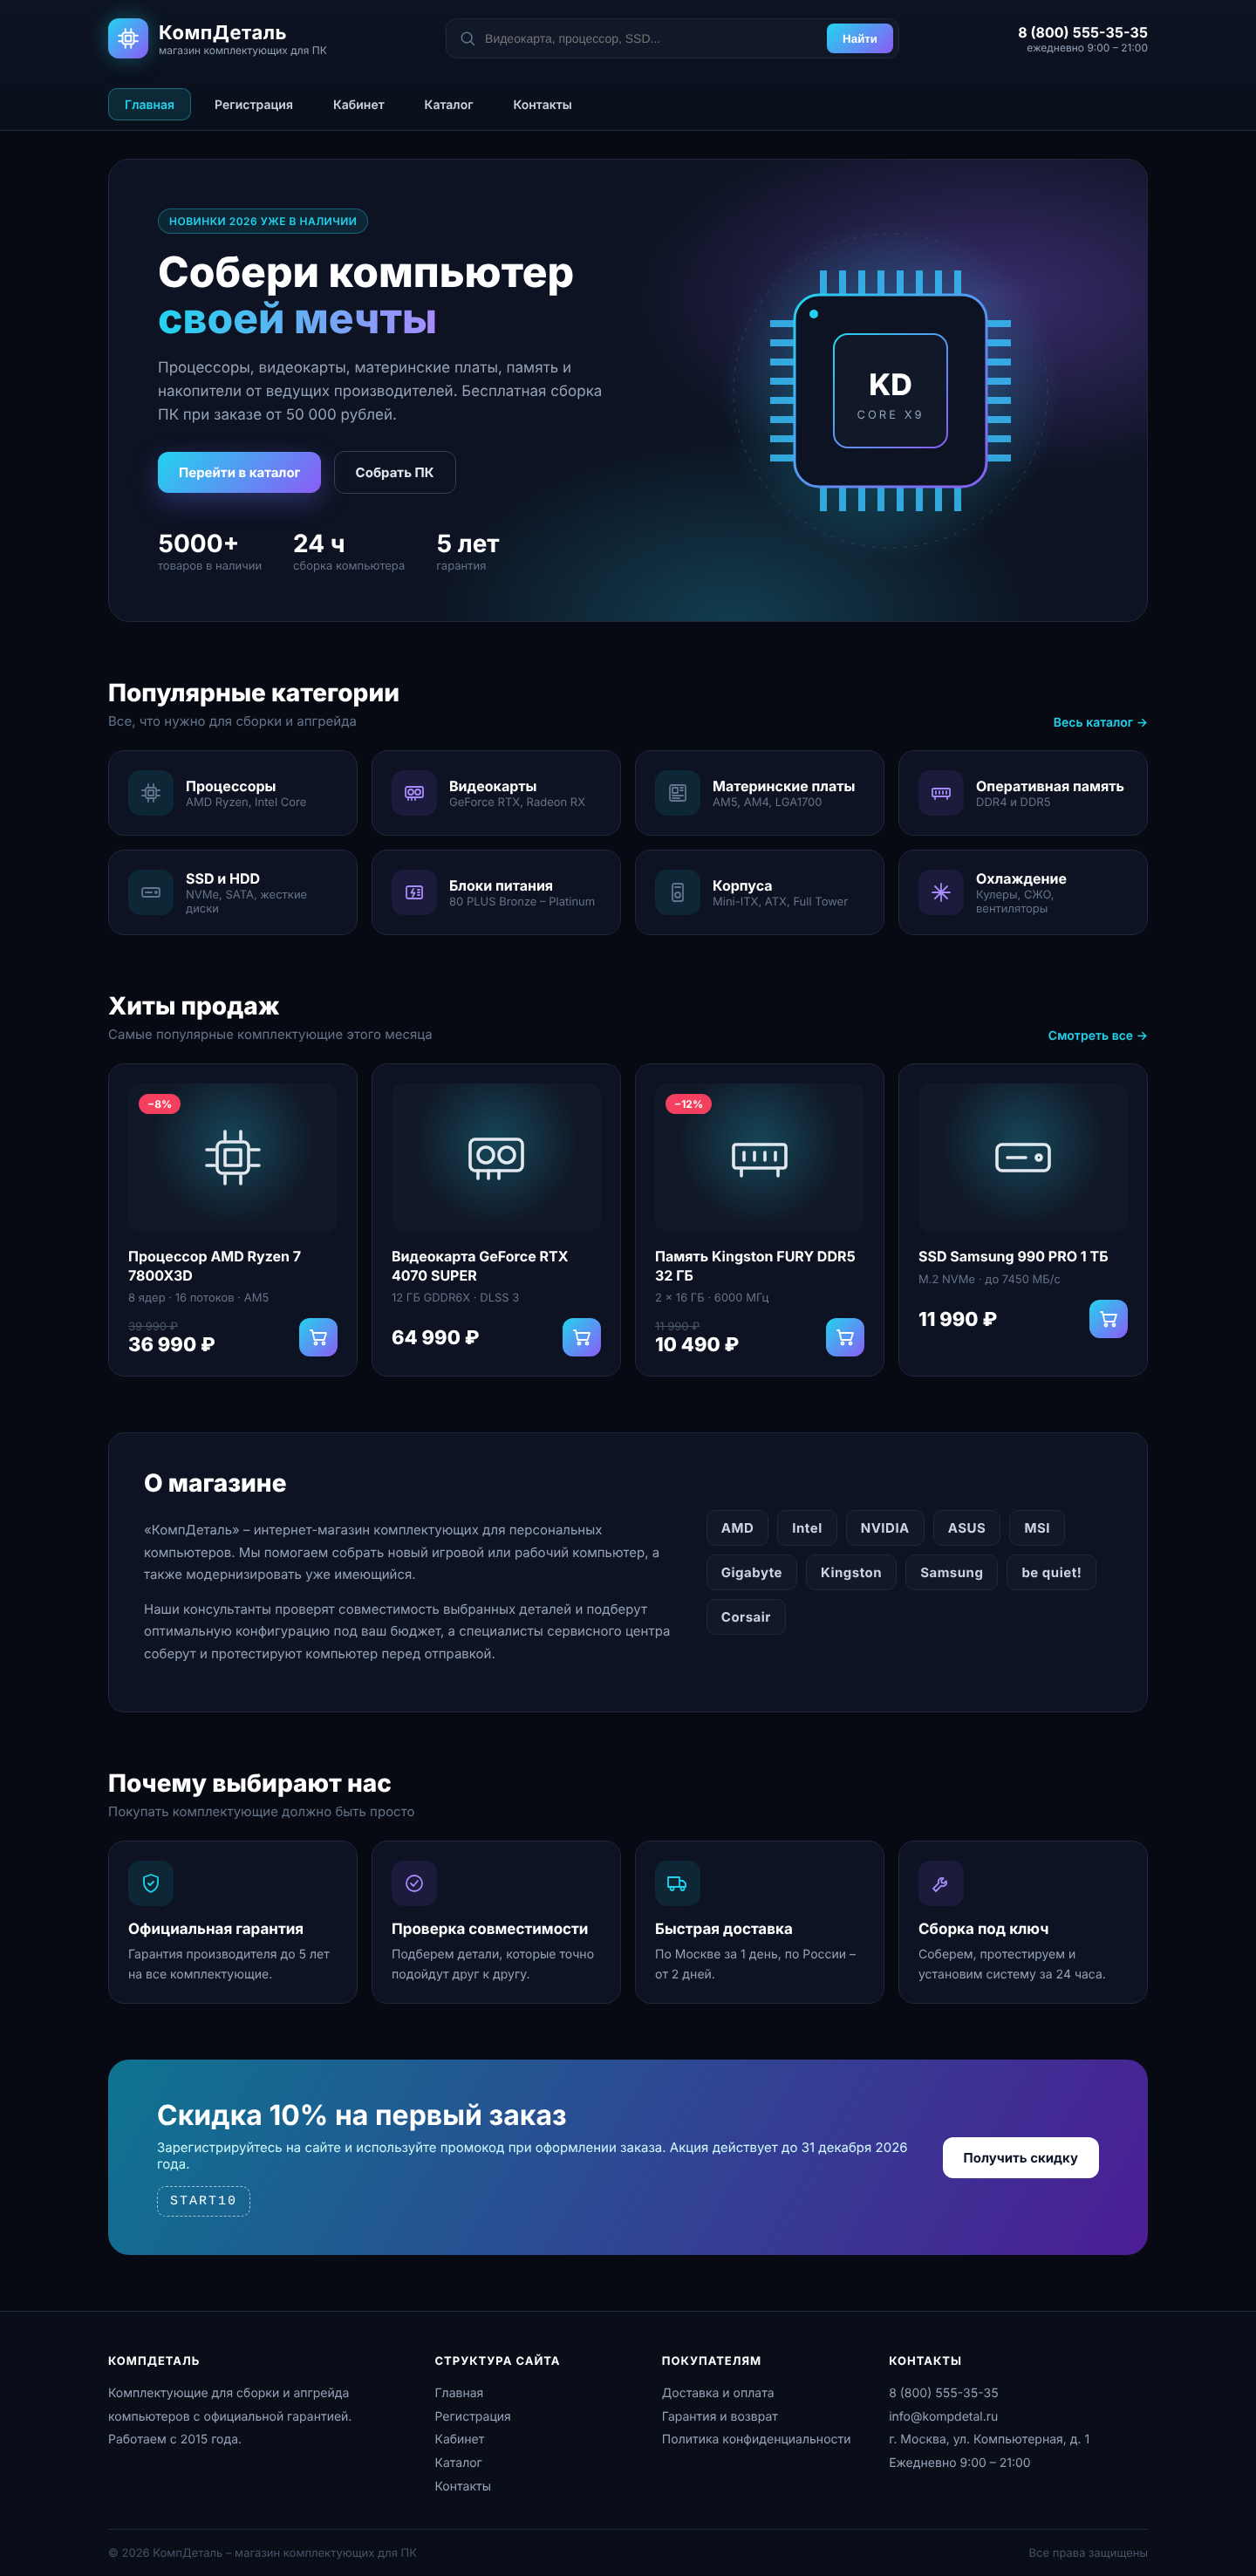 КомпДеталь
магазин комплектующих для ПК
Видеокарта, процессор, SSD...
Найти
8 (800) 555-35-35
ежедневно 9:00 – 21:00
Главная
Регистрация
Кабинет
Каталог
Контакты
НОВИНКИ 2026 УЖЕ В НАЛИЧИИ
Собери компьютер
своей мечты
Процессоры, видеокарты, материнские платы, память и
накопители от ведущих производителей. Бесплатная сборка
ПК при заказе от 50 000 рублей.
Перейти в каталог
Собрать ПК
5000+
товаров в наличии
24 ч
сборка компьютера
5 лет
гарантия
KD
CORE X9
Популярные категории
Все, что нужно для сборки и апгрейда
Весь каталог →
Процессоры
AMD Ryzen, Intel Core
Видеокарты
GeForce RTX, Radeon RX
Материнские платы
AM5, AM4, LGA1700
Оперативная память
DDR4 и DDR5
SSD и HDD
NVMe, SATA, жесткие
диски
Блоки питания
80 PLUS Bronze – Platinum
Корпуса
Mini-ITX, ATX, Full Tower
Охлаждение
Кулеры, СЖО,
вентиляторы
Хиты продаж
Самые популярные комплектующие этого месяца
Смотреть все →
−8%
Процессор AMD Ryzen 7
7800X3D
8 ядер · 16 потоков · AM5
39 990 ₽
36 990 ₽
Видеокарта GeForce RTX
4070 SUPER
12 ГБ GDDR6X · DLSS 3
64 990 ₽
−12%
Память Kingston FURY DDR5
32 ГБ
2 × 16 ГБ · 6000 МГц
11 990 ₽
10 490 ₽
SSD Samsung 990 PRO 1 ТБ
M.2 NVMe · до 7450 МБ/с
11 990 ₽
О магазине
«КомпДеталь» – интернет-магазин комплектующих для персональных
компьютеров. Мы помогаем собрать новый игровой или рабочий компьютер, а
также модернизировать уже имеющийся.
Наши консультанты проверят совместимость выбранных деталей и подберут
оптимальную конфигурацию под ваш бюджет, а специалисты сервисного центра
соберут и протестируют компьютер перед отправкой.
AMD
Intel
NVIDIA
ASUS
MSI
Gigabyte
Kingston
Samsung
be quiet!
Corsair
Почему выбирают нас
Покупать комплектующие должно быть просто
Официальная гарантия
Гарантия производителя до 5 лет
на все комплектующие.
Проверка совместимости
Подберем детали, которые точно
подойдут друг к другу.
Быстрая доставка
По Москве за 1 день, по России –
от 2 дней.
Сборка под ключ
Соберем, протестируем и
установим систему за 24 часа.
Скидка 10% на первый заказ
Зарегистрируйтесь на сайте и используйте промокод при оформлении заказа. Акция действует до 31 декабря 2026
года.
START10
Получить скидку
КОМПДЕТАЛЬ
Комплектующие для сборки и апгрейда
компьютеров с официальной гарантией.
Работаем с 2015 года.
СТРУКТУРА САЙТА
Главная
Регистрация
Кабинет
Каталог
Контакты
ПОКУПАТЕЛЯМ
Доставка и оплата
Гарантия и возврат
Политика конфиденциальности
КОНТАКТЫ
8 (800) 555-35-35
info@kompdetal.ru
г. Москва, ул. Компьютерная, д. 1
Ежедневно 9:00 – 21:00
© 2026 КомпДеталь – магазин комплектующих для ПК
Все права защищены